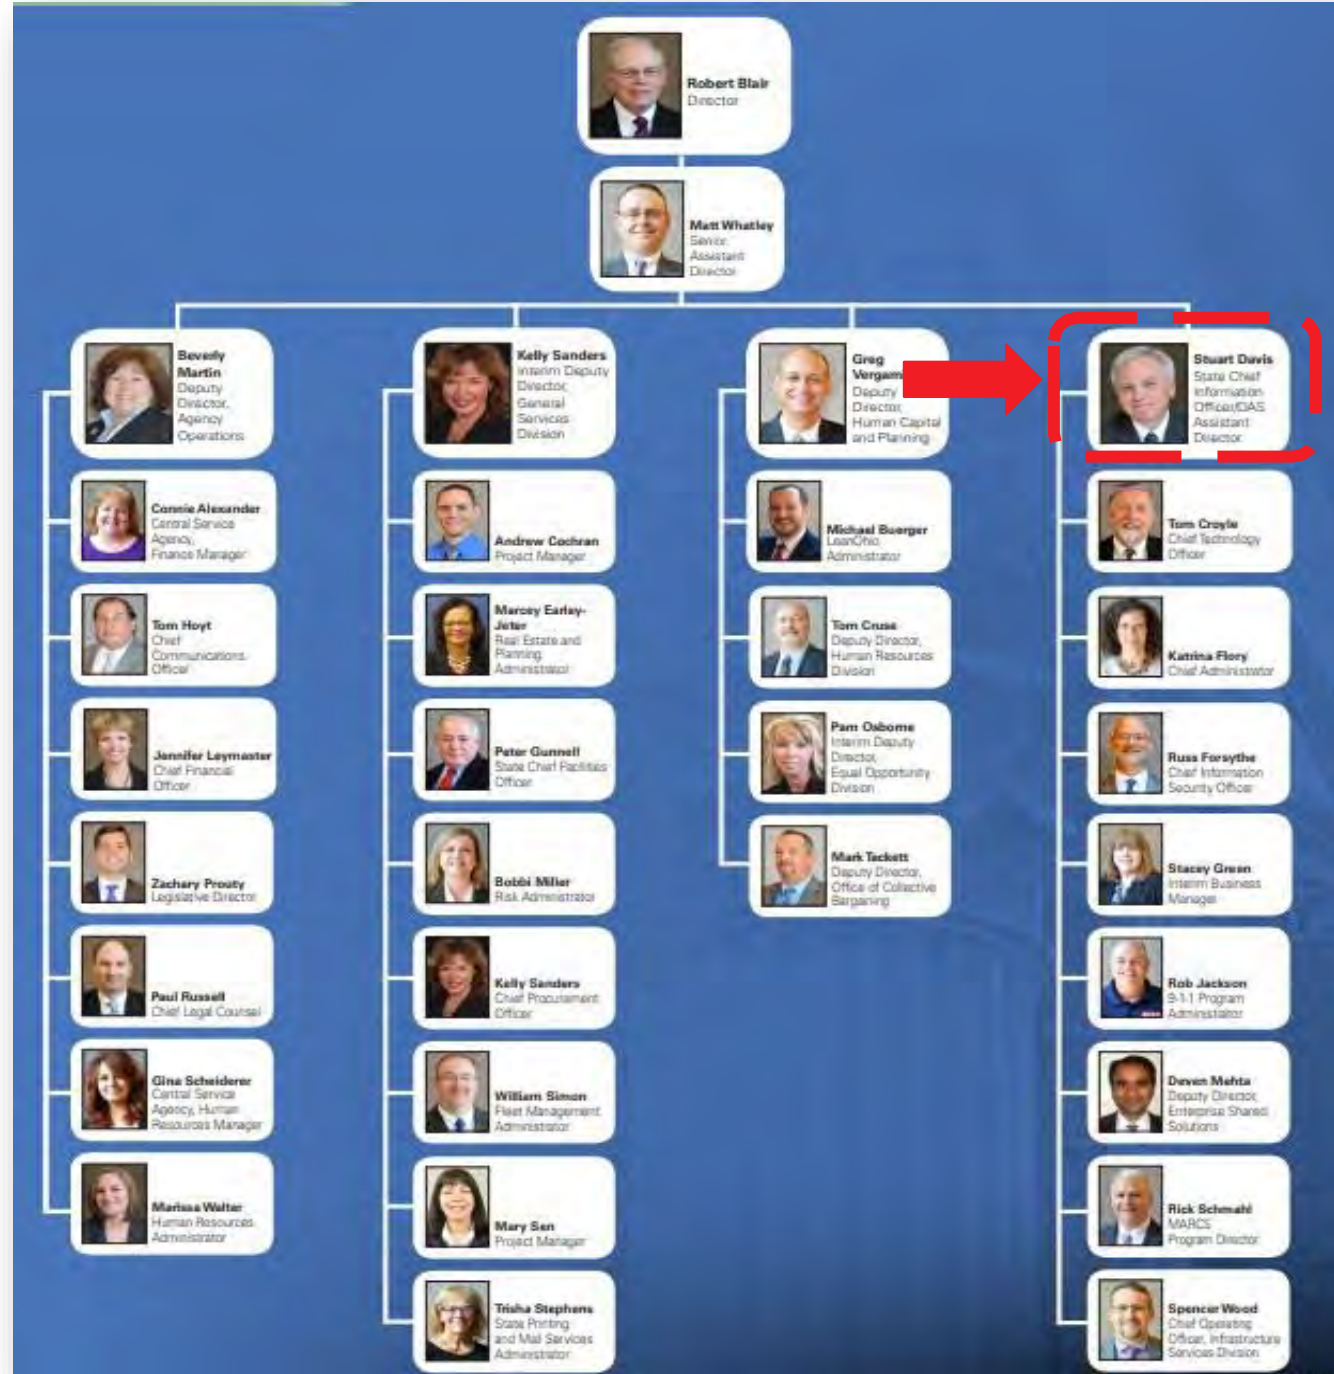 Robert Blair
Director
Matt Whatley
Senior
Assistant
Director
Beverly
Martin
Deputy
Director,
Agency
Operations
Connie Alexander
Central Service
Agency,
Finance Manager
Tom Hoyt
Chief
Communications
Officer
Jennifer Leymaster
Chief Financial
Officer
Zachary Prouty
Legislative Director
Paul Russell
Chief Legal Counsel
Gina Scheiderer
Central Service
Agency, Human
Resources Manager
Marissa Walter
Human Resources
Administrator
Kelly Sanders
Interim Deputy
Director,
General
Services
Division
Andrew Cochran
Project Manager
Marcey Earley-
Jeter
Real Estate and
Planning
Administrator
Peter Gunnell
State Chief Facilities
Officer
Bobbi Miller
Risk Administrator
Kelly Sanders
Chief Procurement
Officer
William Simon
Fleet Management
Administrator
Mary Sen
Project Manager
Trisha Stephens
State Printing
and Mail Services
Administrator
Greg
Vergam
Deputy
Director,
Human Capital
and Planning
Michael Buerger
LeanOhio
Administrator
Tom Cruse
Deputy Director,
Human Resources
Division
Pam Osborne
Interim Deputy
Director,
Equal Opportunity
Division
Mark Tackett
Deputy Director,
Office of Collective
Bargaining
Stuart Davis
State Chief
Information
Officer/DAS
Assistant
Director
Tom Croyle
Chief Technology
Officer
Katrina Flory
Chief Administrator
Russ Forsythe
Chief Information
Security Officer
Stacey Green
Interim Business
Manager
Rob Jackson
9-1-1 Program
Administrator
Deven Mehta
Deputy Director,
Enterprise Shared
Solutions
Rick Schmahl
MARCS
Program Director
Spencer Wood
Chief Operating
Officer, Infrastructure
Services Division